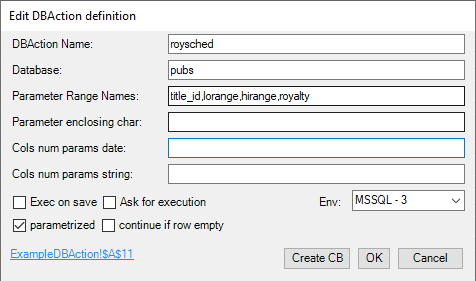 Edit DBAction definition
DBAction Name: roysched
Database: pubs
Parameter Range Names: title_id,lorange,hirange,royalty
Parameter enclosing char:
Cols num params date:
Cols num params string:
Exec on save Ask for execution Env: MSSQL - 3
parametrized continue if row empty
ExampleDBAction!$A$11 Create CB OK Cancel